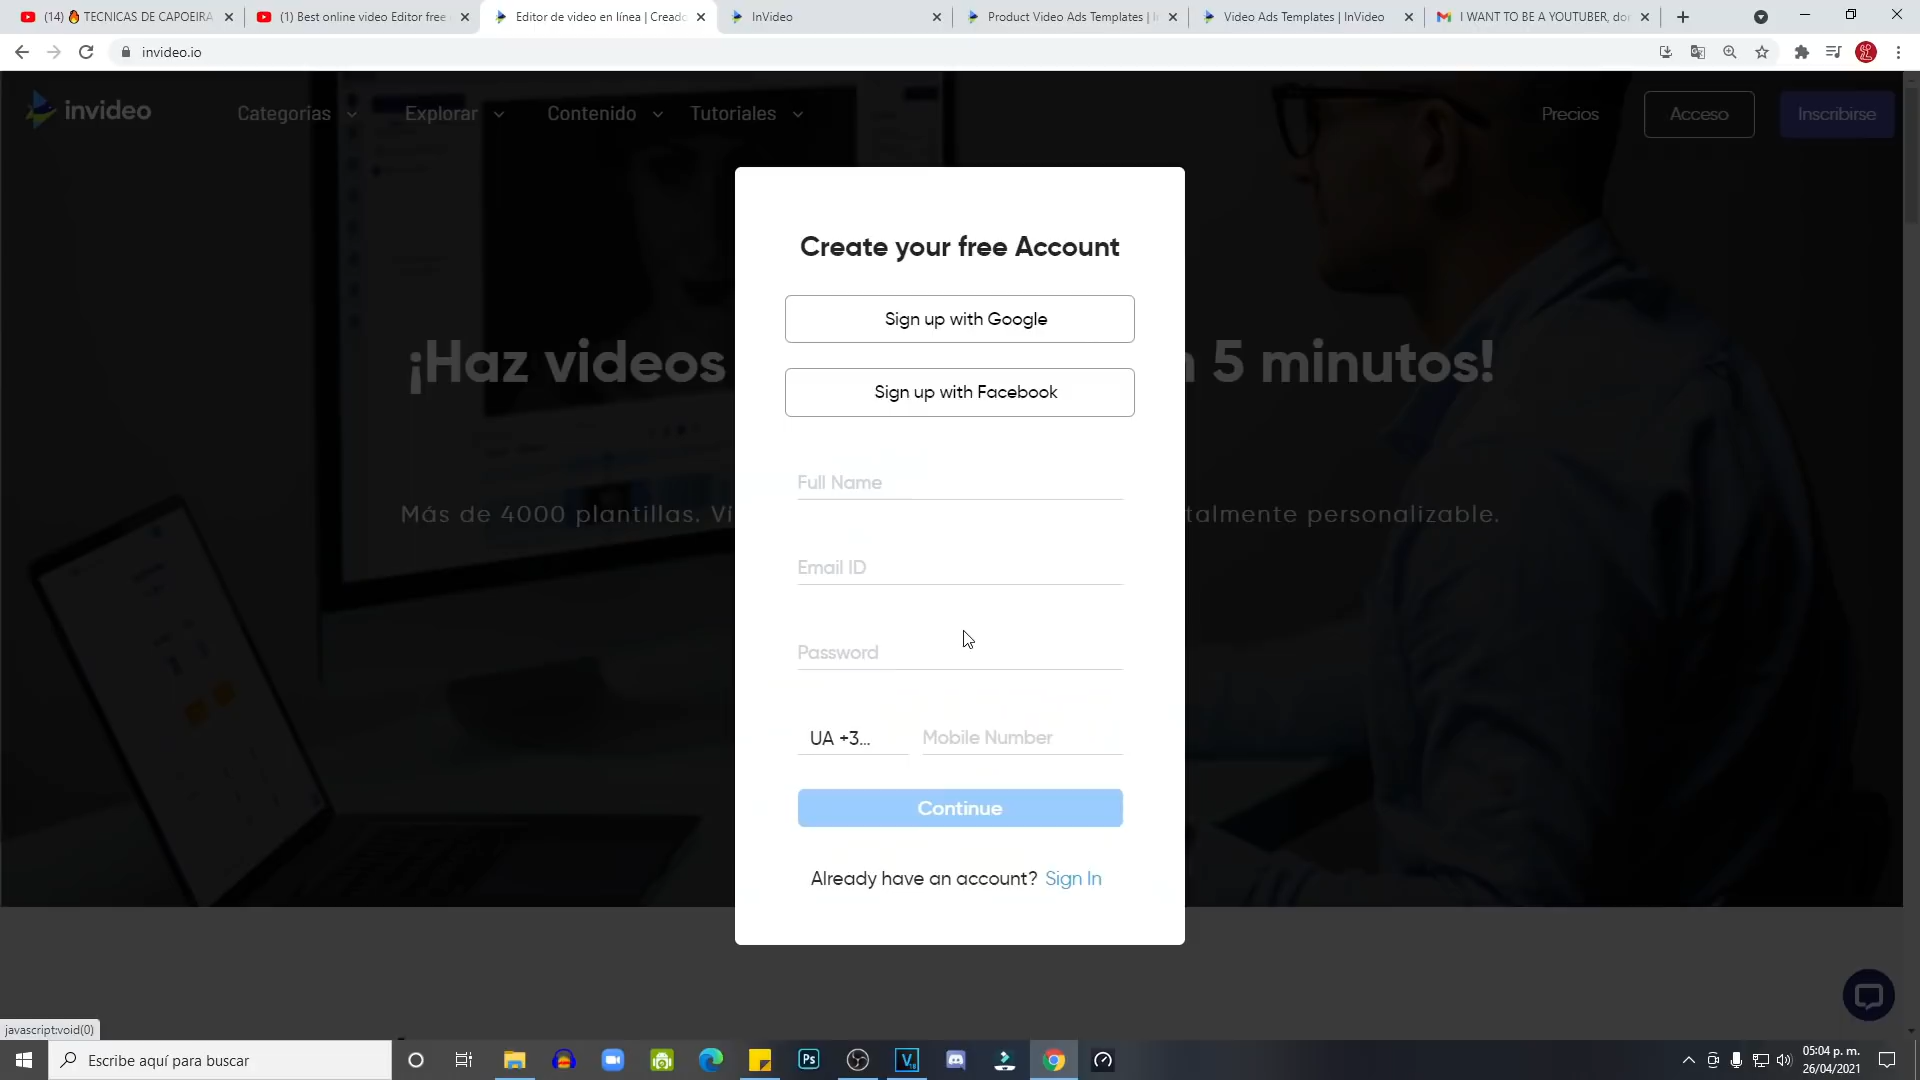 (14) 🔥 TECNICAS DE CAPOEIRA
(1) Best online video Editor free
Editor de video en línea | Creado
InVideo
Product Video Ads Templates |
Video Ads Templates | InVideo
I WANT TO BE A YOUTUBER, do
invideo.io
invideo
Categorias
Explorar
Contenido
Tutoriales
Precios
Acceso
Inscribirse
Create your free Account
Sign up with Google
¡Haz videos
5 minutos!
Sign up with Facebook
Full Name
Más de 4000 plantillas.
personalizable.
Email ID
Password
UA +3...
Mobile Number
Continue
Already have an account? Sign In
javascript:void(0)
Escribe aquí para buscar
Ps
V
05:04 p. m.
26/04/2021